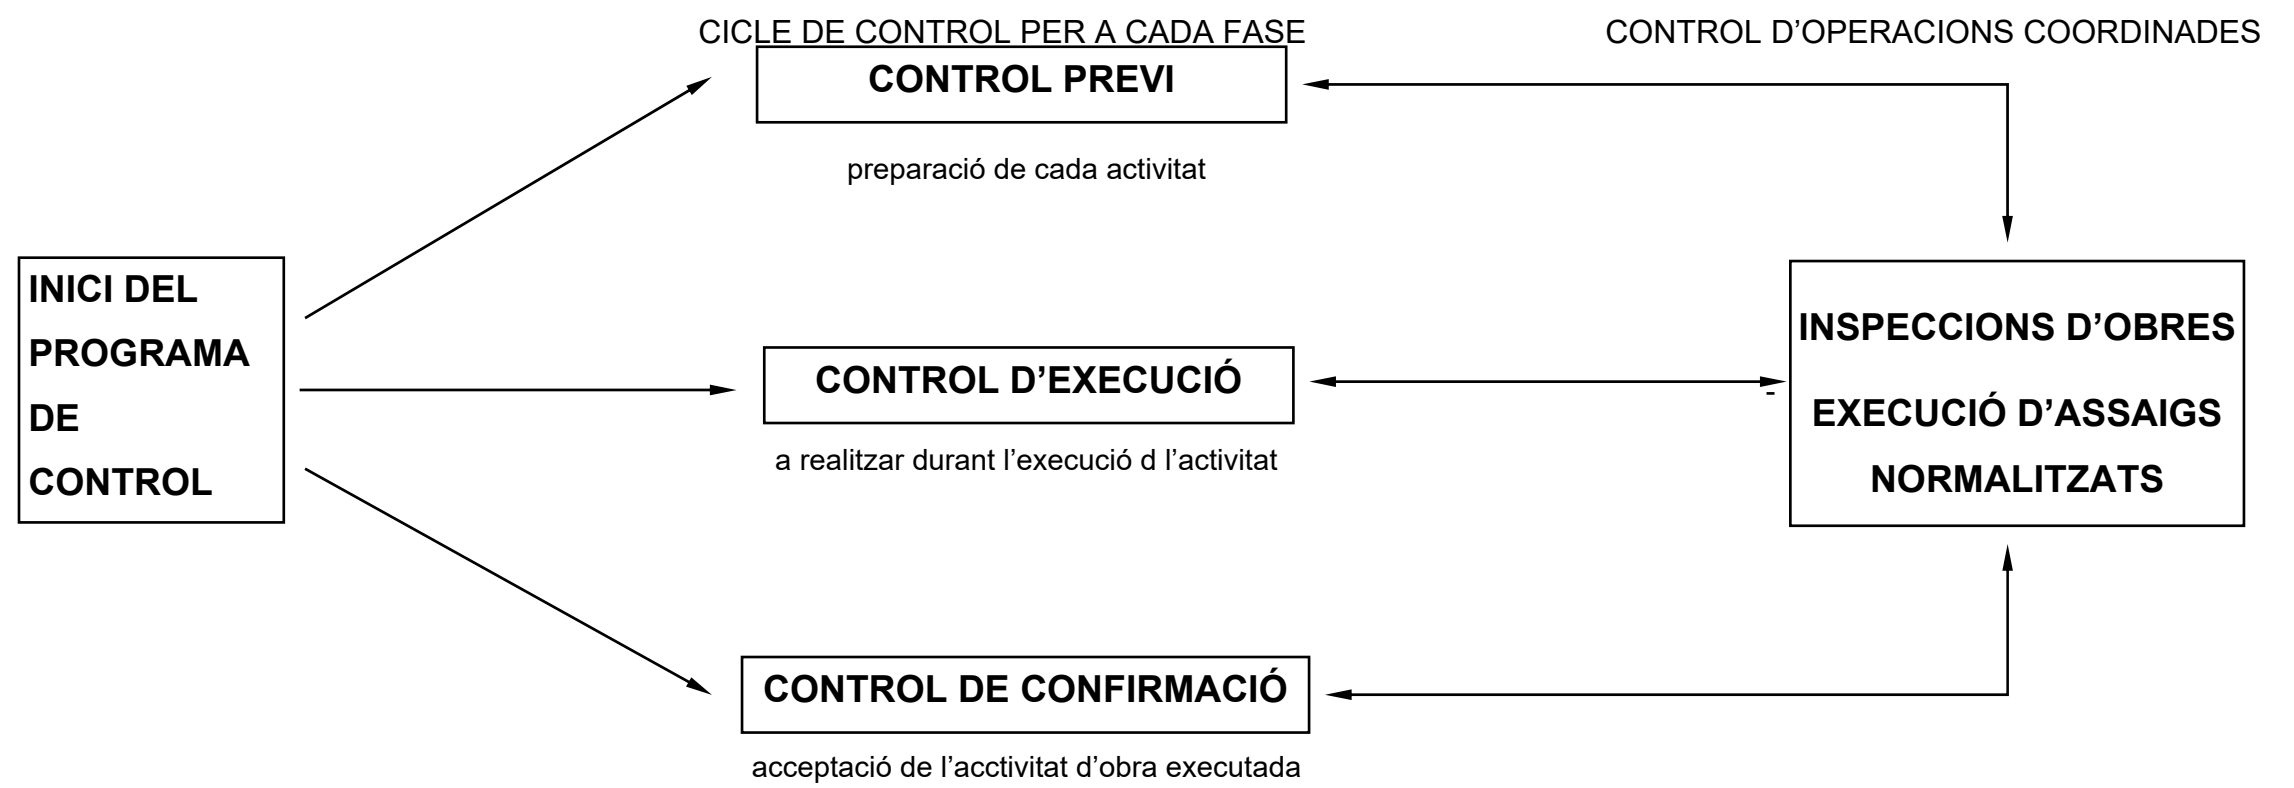 CICLE DE CONTROL PER A CADA FASE
CONTROL D’OPERACIONS COORDINADES
CONTROL PREVI
preparació de cada activitat
INICI DEL
PROGRAMA
DE
CONTROL
CONTROL D’EXECUCIÓ
a realitzar durant l’execució d l’activitat
-
INSPECCIONS D’OBRES
EXECUCIÓ D’ASSAIGS
NORMALITZATS
CONTROL DE CONFIRMACIÓ
acceptació de l’acctivitat d’obra executada